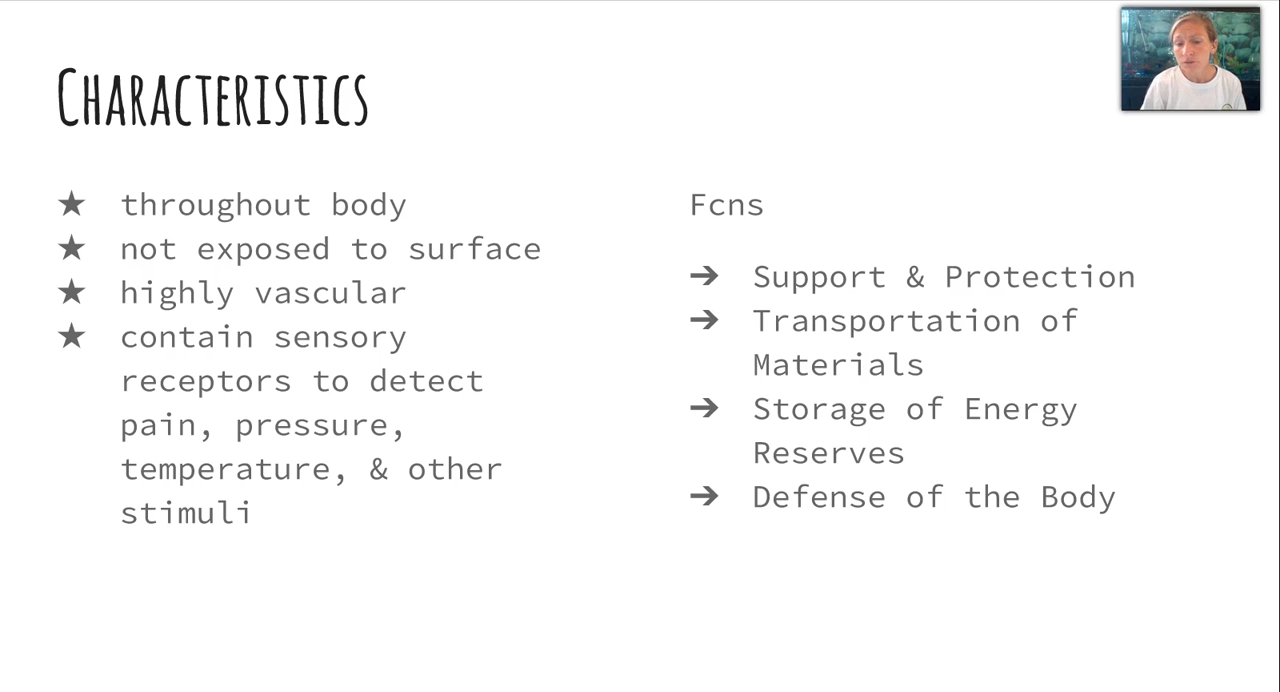 Characteristics
★ throughout body
★ not exposed to surface
★ highly vascular
★ contain sensory
receptors to detect
pain, pressure,
temperature, & other
stimuli
Fcns
➔ Support & Protection
➔ Transportation of
Materials
➔ Storage of Energy
Reserves
➔ Defense of the Body